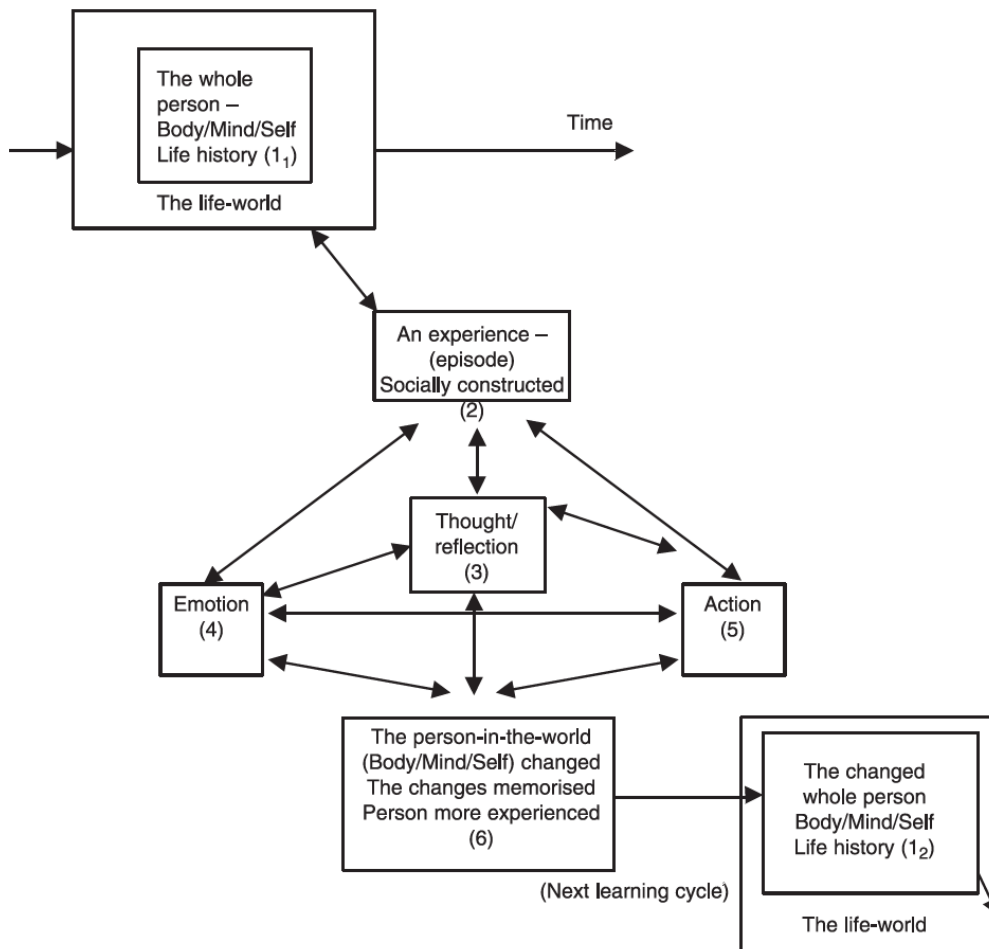 The whole
person –
Body/Mind/Self
Life history (1₁)
The life-world
Time
An experience –
(episode)
Socially constructed
(2)
Thought/
reflection
(3)
Emotion
(4)
Action
(5)
The person-in-the-world
(Body/Mind/Self) changed
The changes memorised
Person more experienced
(6)
The changed
whole person
Body/Mind/Self
Life history (1₂)
(Next learning cycle)
The life-world